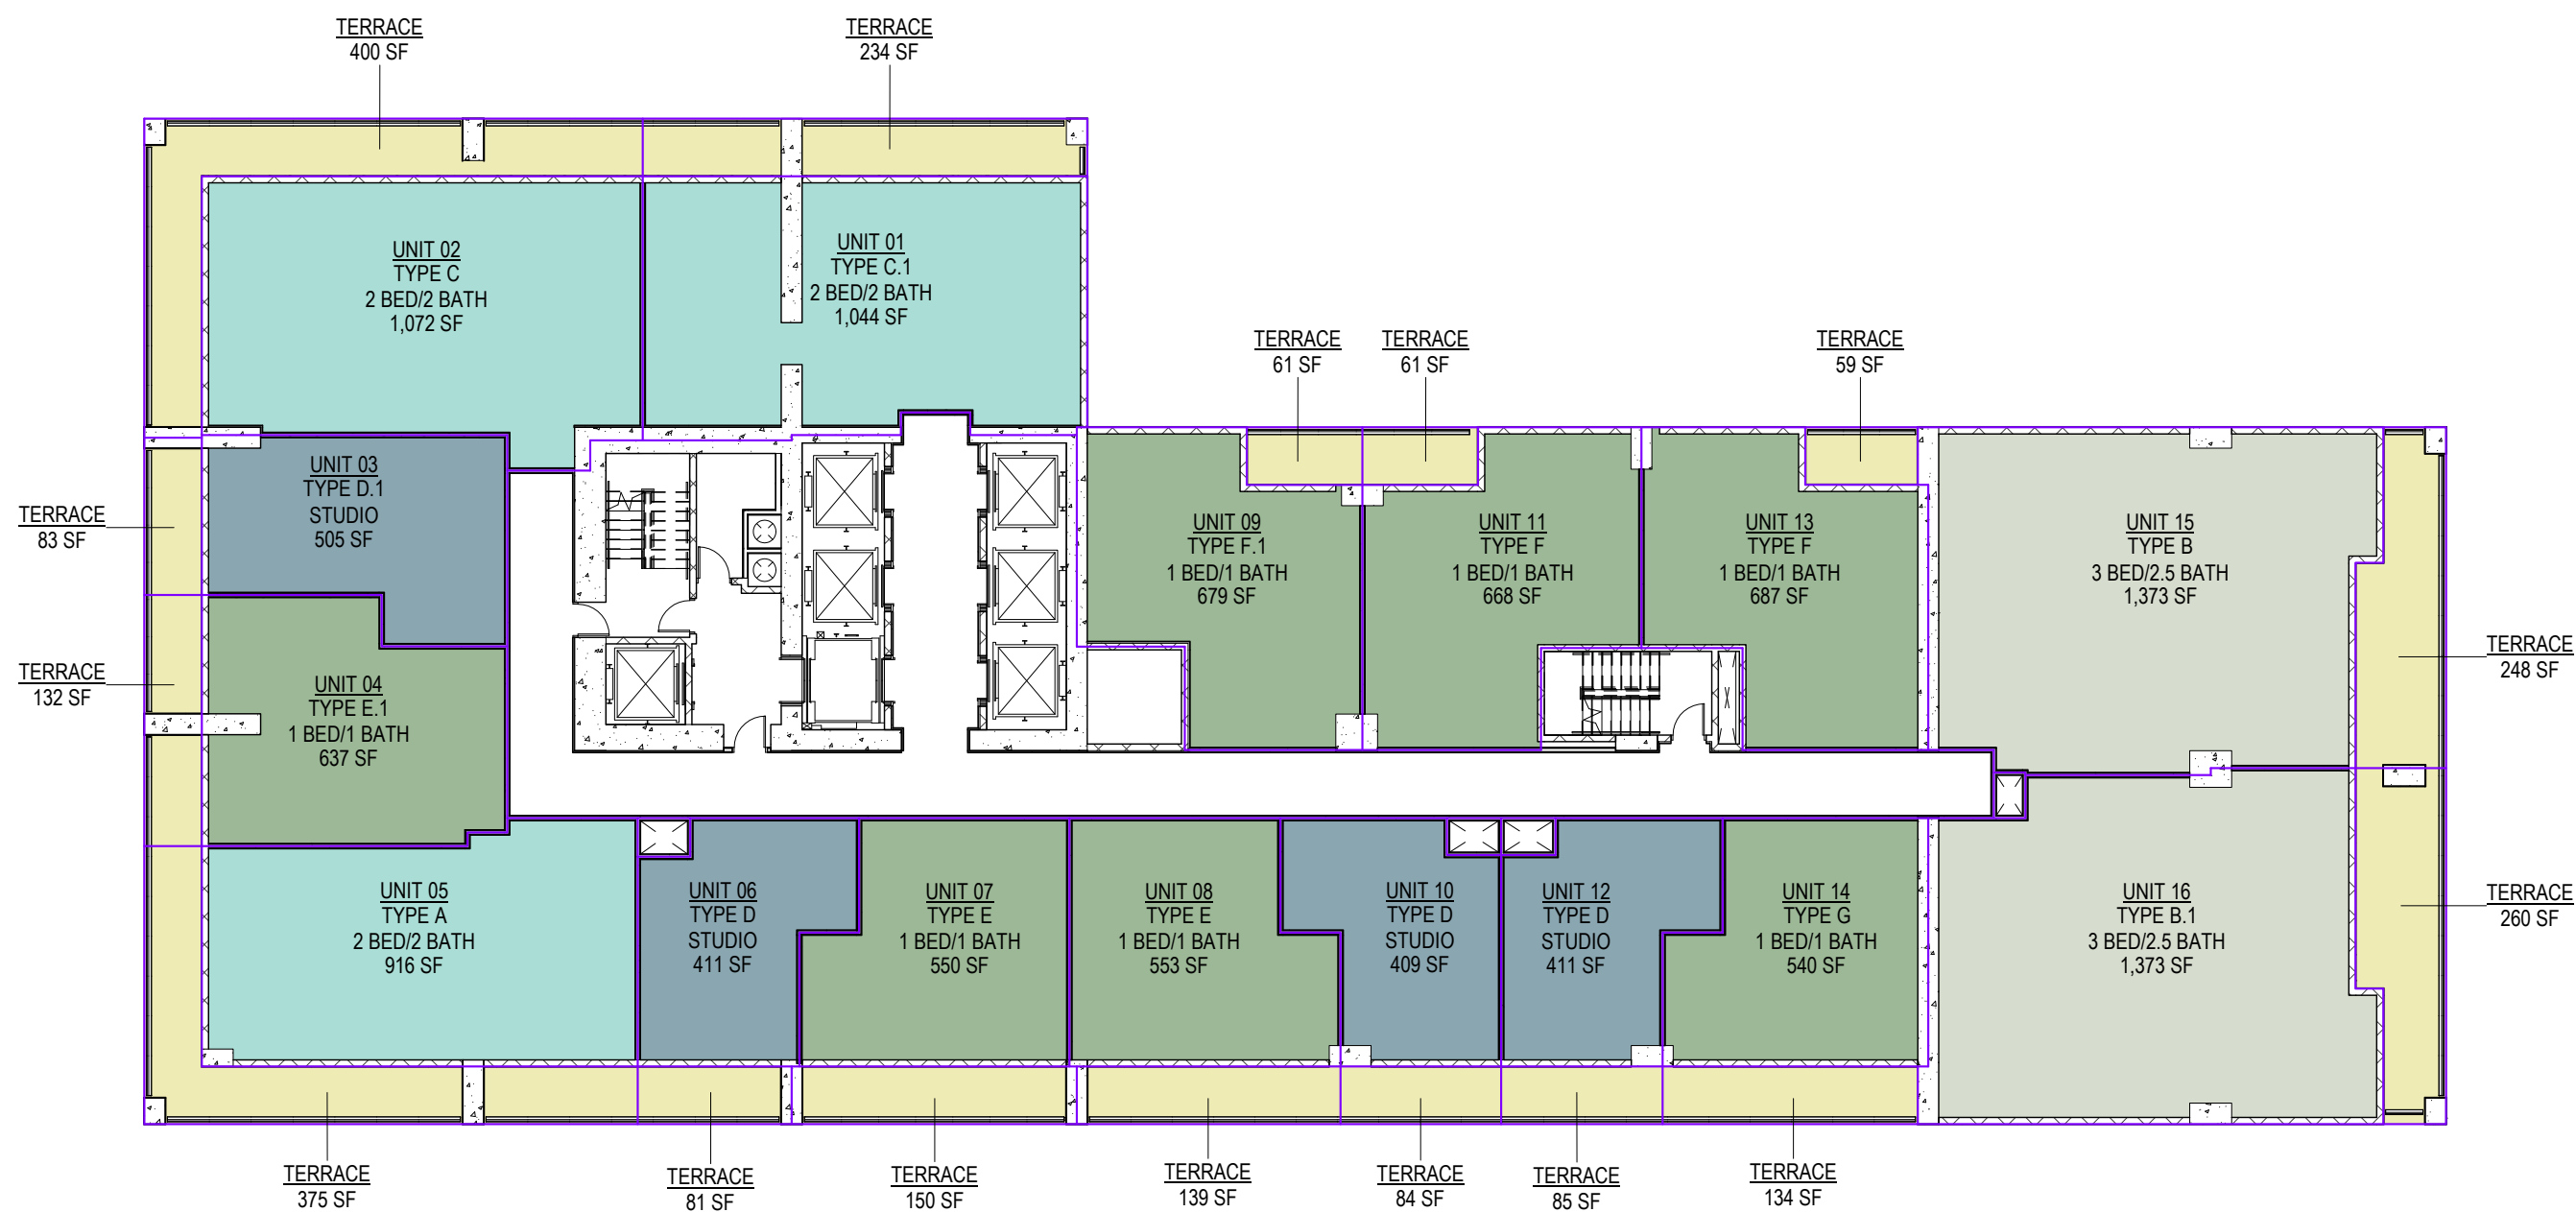 TERRACE
400 SF
TERRACE
234 SF
UNIT 02
TYPE C
2 BED/2 BATH
1,072 SF
UNIT 01
TYPE C.1
2 BED/2 BATH
1,044 SF
TERRACE
61 SF
TERRACE
61 SF
TERRACE
59 SF
UNIT 03
TYPE D.1
STUDIO
505 SF
TERRACE
83 SF
UNIT 09
TYPE F.1
1 BED/1 BATH
679 SF
UNIT 11
TYPE F
1 BED/1 BATH
668 SF
UNIT 13
TYPE F
1 BED/1 BATH
687 SF
UNIT 15
TYPE B
3 BED/2.5 BATH
1,373 SF
TERRACE
132 SF
UNIT 04
TYPE E.1
1 BED/1 BATH
637 SF
TERRACE
248 SF
UNIT 05
TYPE A
2 BED/2 BATH
916 SF
UNIT 06
TYPE D
STUDIO
411 SF
UNIT 07
TYPE E
1 BED/1 BATH
550 SF
UNIT 08
TYPE E
1 BED/1 BATH
553 SF
UNIT 10
TYPE D
STUDIO
409 SF
UNIT 12
TYPE D
STUDIO
411 SF
UNIT 14
TYPE G
1 BED/1 BATH
540 SF
UNIT 16
TYPE B.1
3 BED/2.5 BATH
1,373 SF
TERRACE
260 SF
TERRACE
375 SF
TERRACE
81 SF
TERRACE
150 SF
TERRACE
139 SF
TERRACE
84 SF
TERRACE
85 SF
TERRACE
134 SF